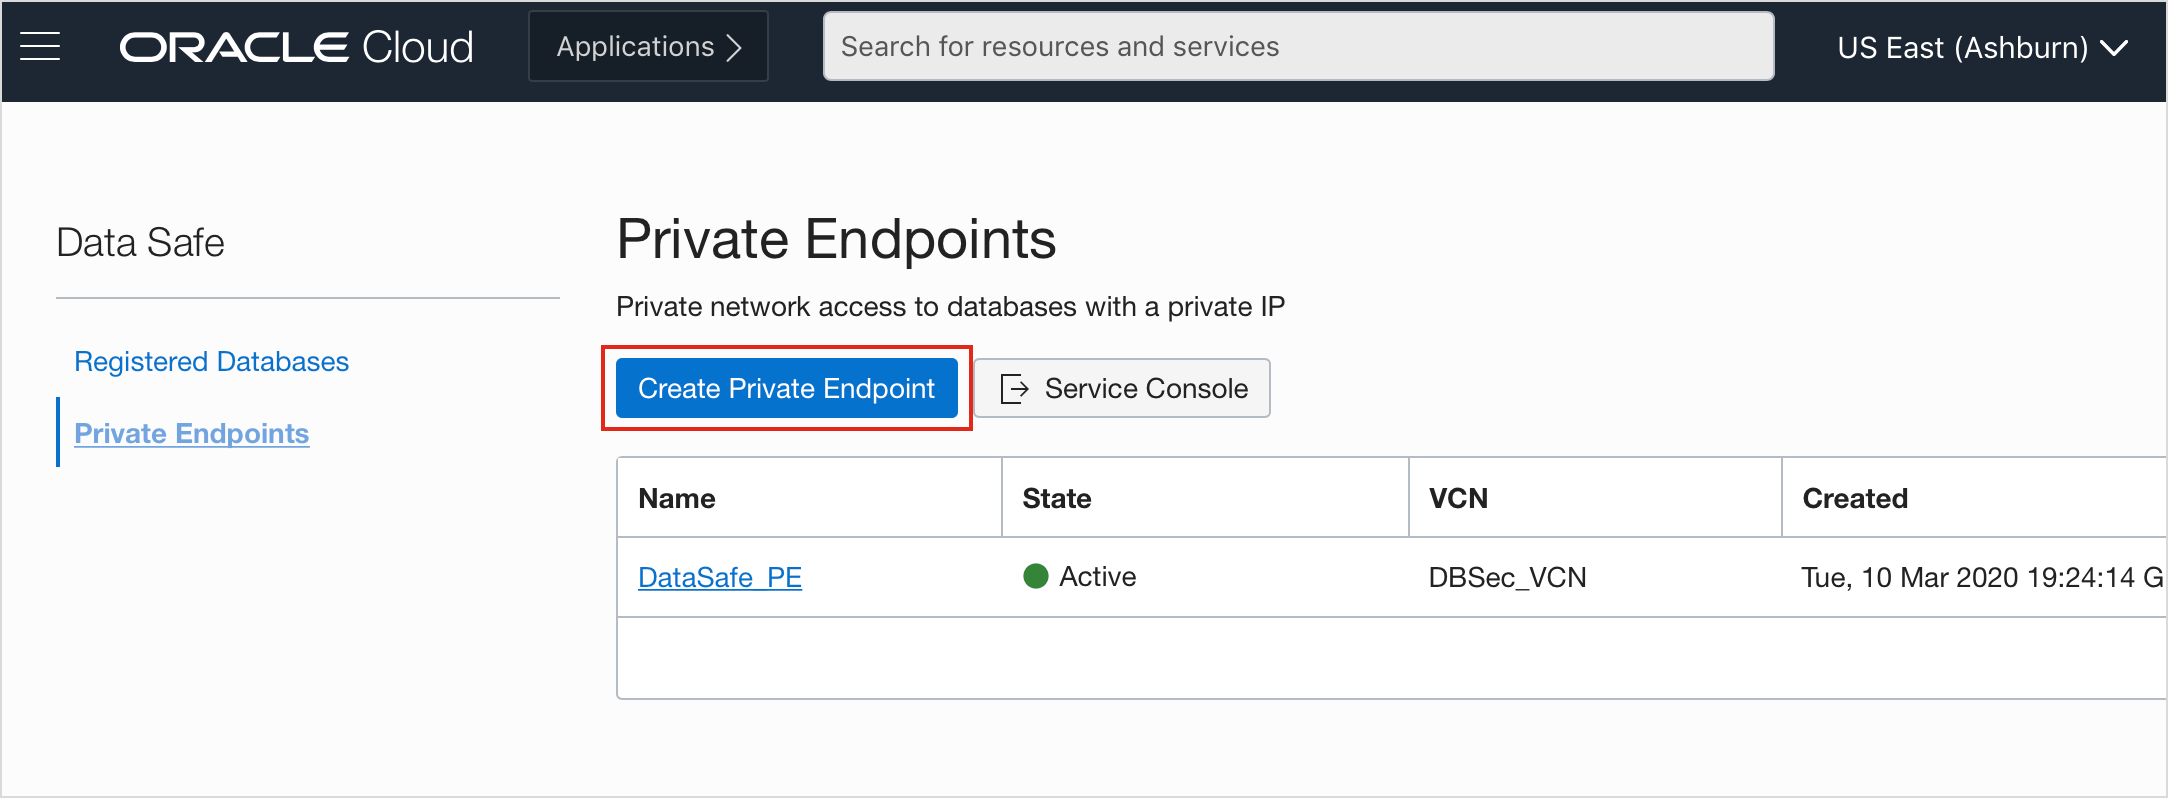 ORACLE Cloud
Applications
Search for resources and services
US East (Ashburn)
Data Safe
Registered Databases
Private Endpoints
Private Endpoints
Private network access to databases with a private IP
Create Private Endpoint
Service Console
Name State VCN Created
DataSafe_PE Active DBSec_VCN Tue, 10 Mar 2020 19:24:14 G